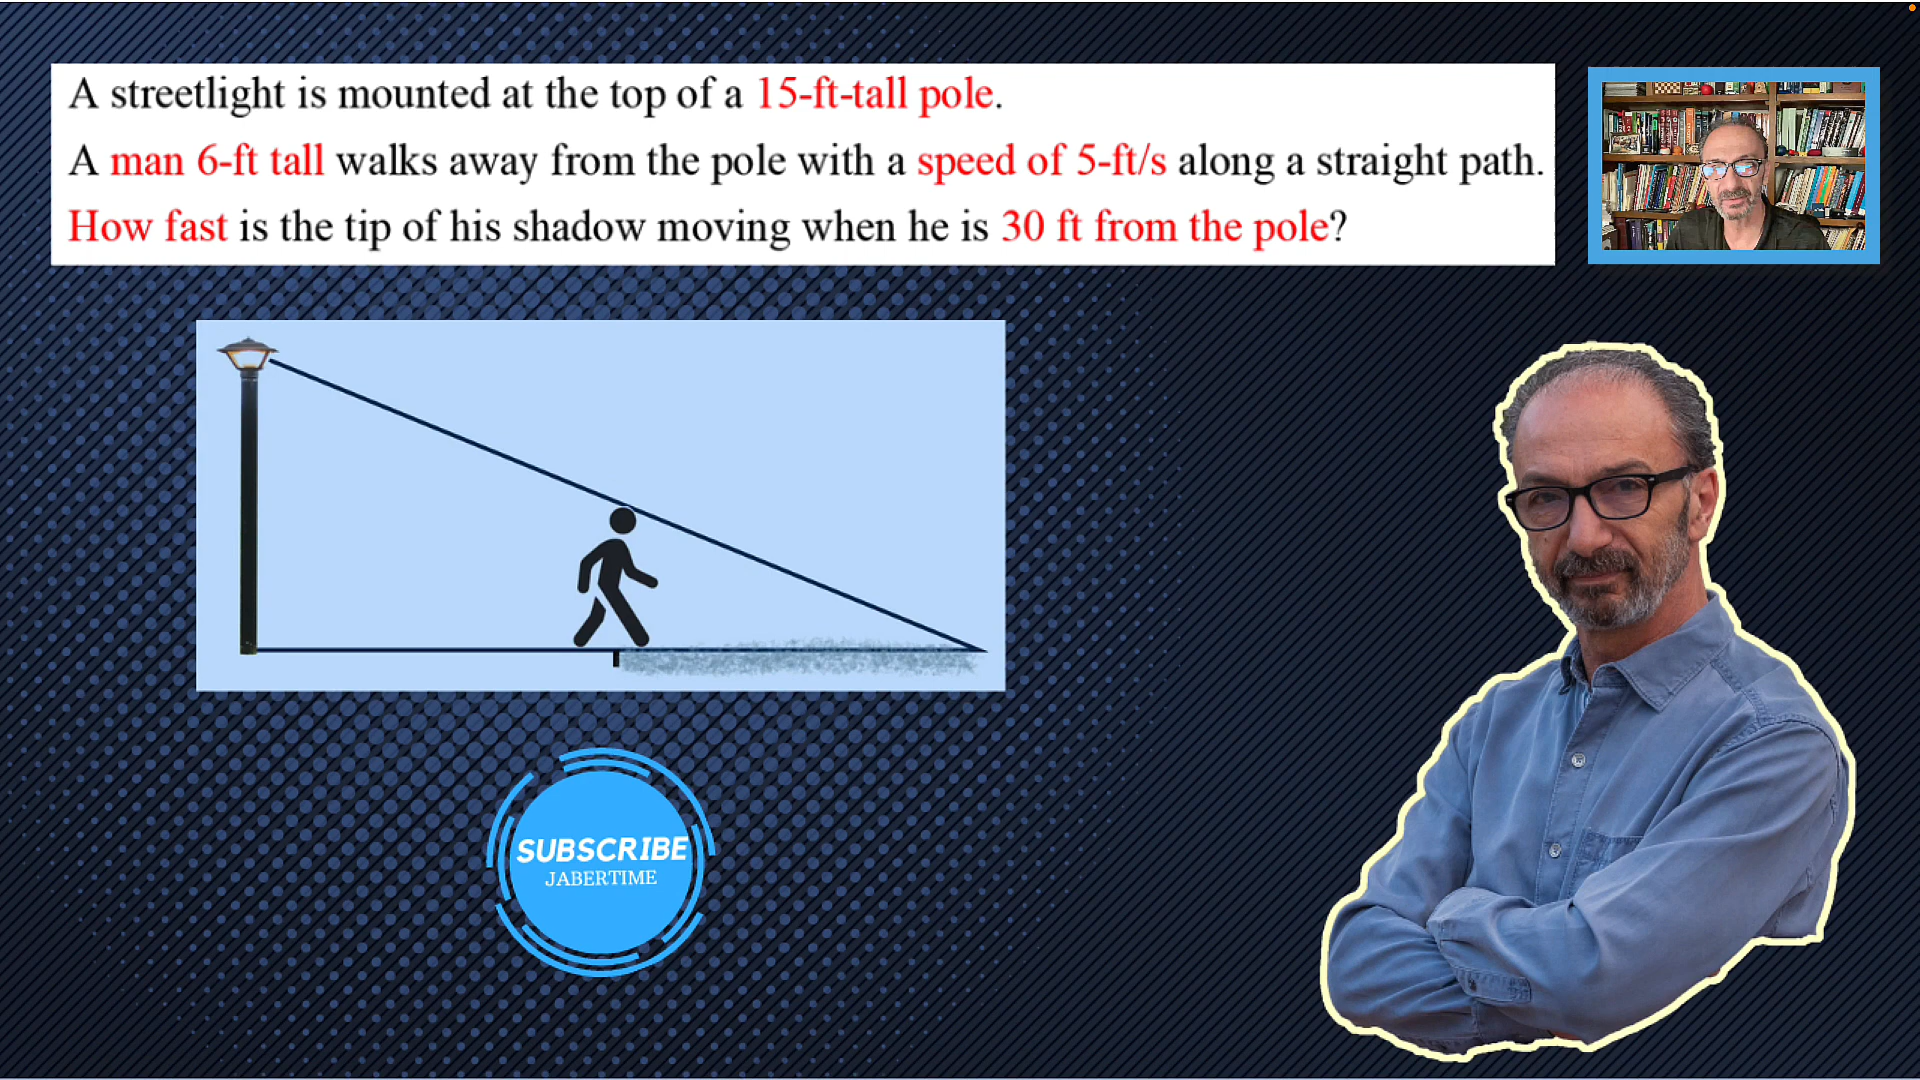 A streetlight is mounted at the top of a 15-ft-tall pole.
A man 6-ft tall walks away from the pole with a speed of 5-ft/s along a straight path.
How fast is the tip of his shadow moving when he is 30 ft from the pole?
SUBSCRIBE
JABERTIME